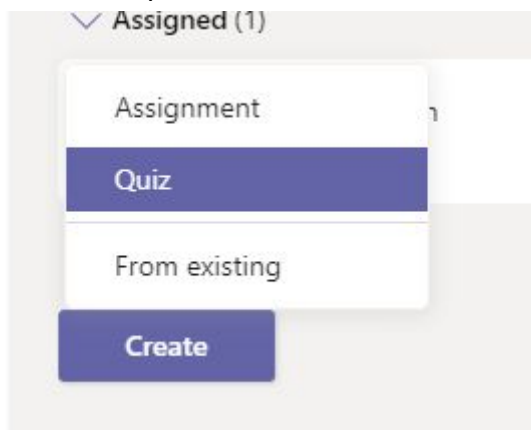 Assigned (1)
Assignment
Quiz
From existing
Create